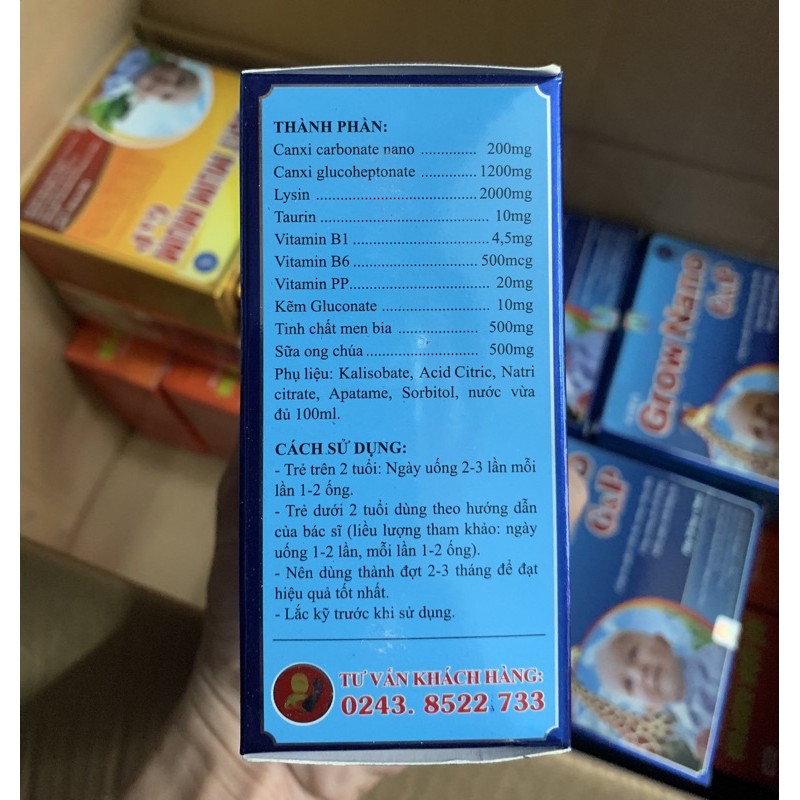 THÀNH PHẦN:
Canxi carbonate nano .............. 200mg
Canxi glucoheptonate ............... 1200mg
Lysin ........................................ 2000mg
Taurin ........................................ 10mg
Vitamin B1 ................................ 4,5mg
Vitamin B6 ............................. 500mcg
Vitamin PP................................ 20mg
Kẽm Gluconate ......................... 10mg
Tinh chất men bia .................... 500mg
Sữa ong chúa........................... 500mg
Phụ liệu: Kalisobate, Acid Citric, Natri
citrate, Apatame, Sorbitol, nước vừa
đủ 100ml.
CÁCH SỬ DỤNG:
- Trẻ trên 2 tuổi: Ngày uống 2-3 lần mỗi
lần 1-2 ống.
- Trẻ dưới 2 tuổi dùng theo hướng dẫn
của bác sĩ (liều lượng tham khảo: ngày
uống 1-2 lần, mỗi lần 1-2 ống).
- Nên dùng thành đợt 2-3 tháng để đạt
hiệu quả tốt nhất.
- Lắc kỹ trước khi sử dụng.
TƯ VẤN KHÁCH HÀNG:
0243. 8522 733
MUM MUM
G&P
Grow Nano
G&P
G&P